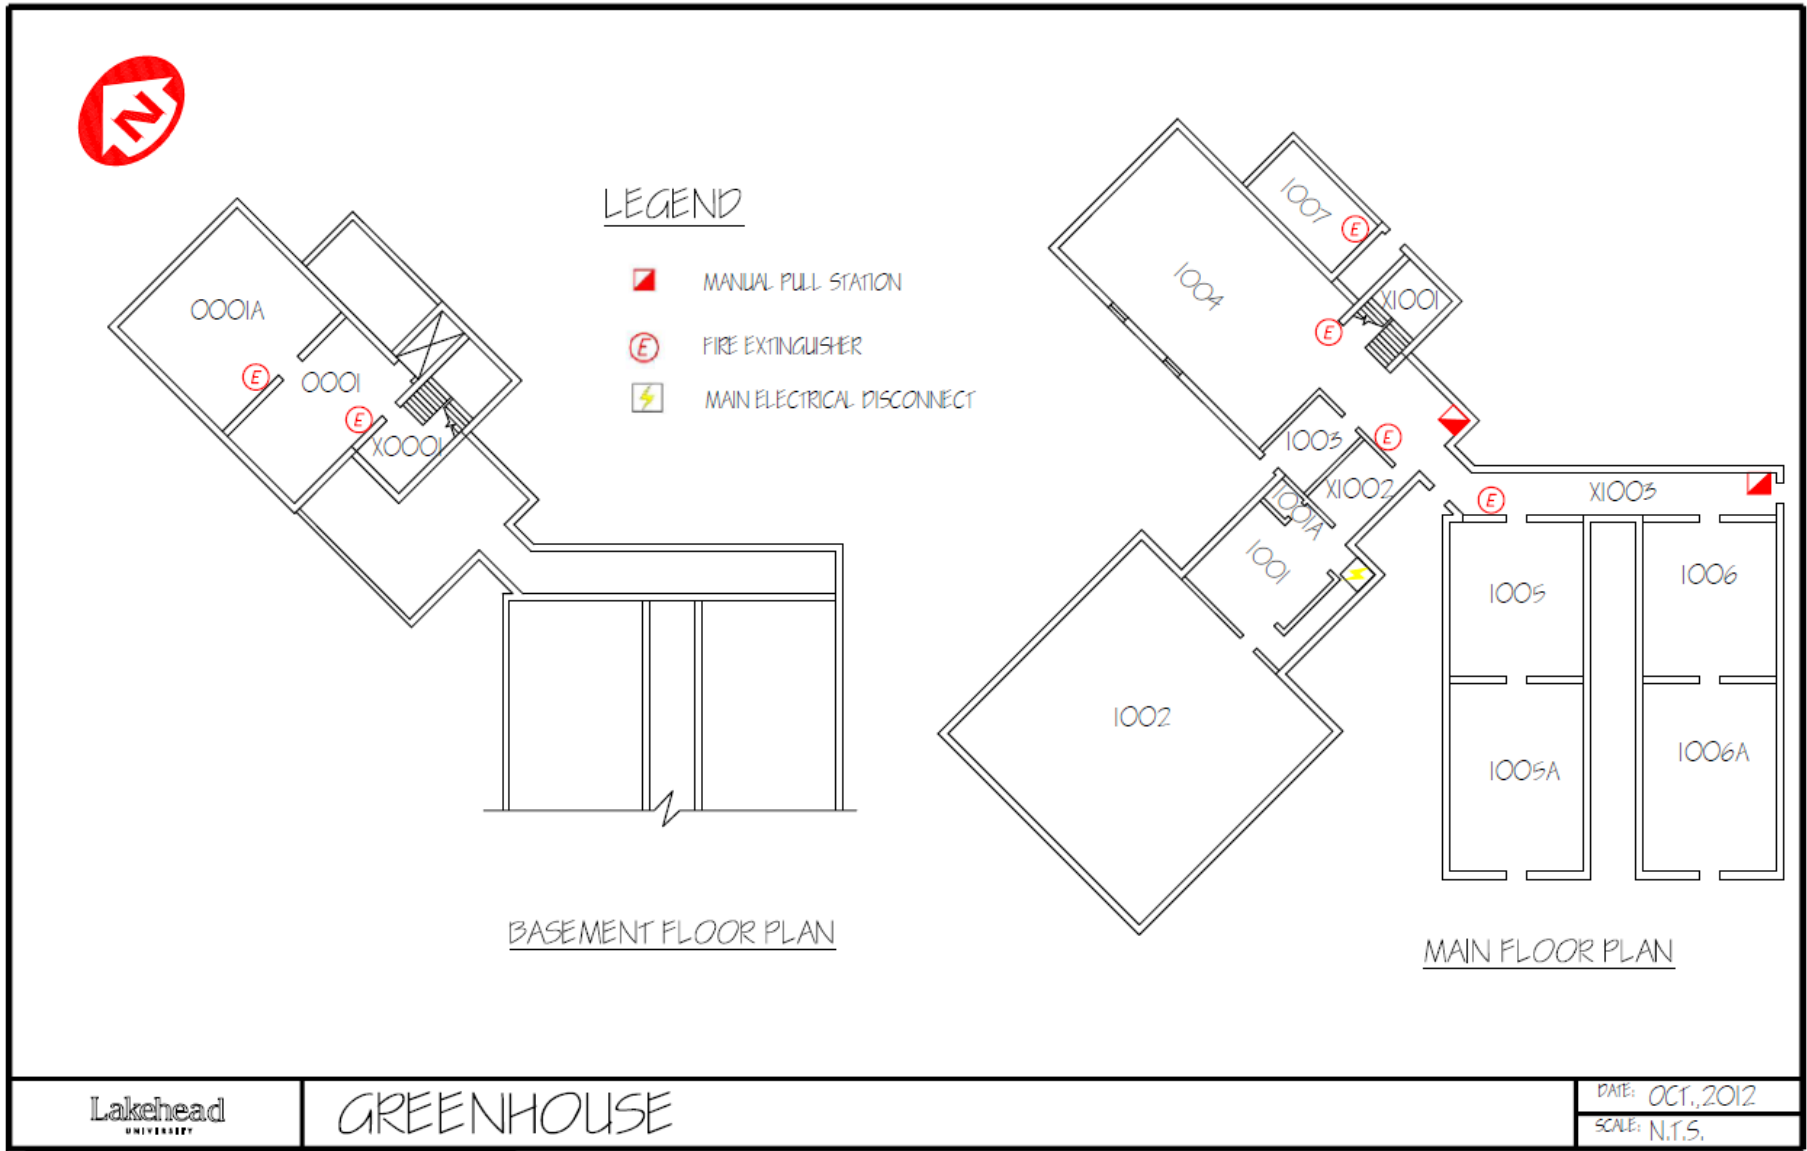 N
LEGEND
MANUAL PULL STATION
E FIRE EXTINGUISHER
MAIN ELECTRICAL DISCONNECT
0001A
E
0001
E
X0001
BASEMENT FLOOR PLAN
1007
E
1004
X1001
E
1003
E
X1002
1001A
1001
E
X1003
1005
1006
1002
1005A
1006A
MAIN FLOOR PLAN
Lakehead
UNIVERSITY
GREENHOUSE
DATE: OCT.,2012
SCALE: N.T.S.